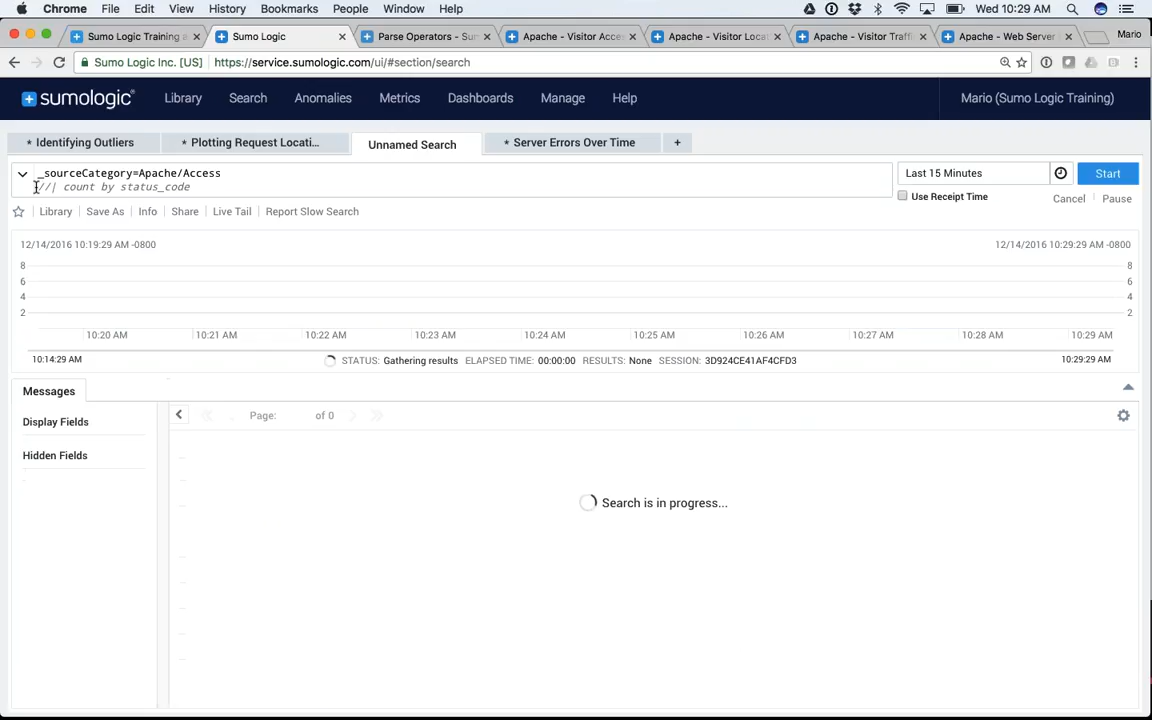 Chrome File Edit View History Bookmarks People Window Help Wed 10:29 AM
Sumo Logic Training a Sumo Logic Parse Operators - Sum Apache - Visitor Acces Apache - Visitor Locat Apache - Visitor Traffi Apache - Web Server Mario
Sumo Logic Inc. [US] https://service.sumologic.com/ui/#section/search
sumologic Library Search Anomalies Metrics Dashboards Manage Help Mario (Sumo Logic Training)
* Identifying Outliers * Plotting Request Locati... Unnamed Search * Server Errors Over Time +
_sourceCategory=Apache/Access Last 15 Minutes Start
//| count by status_code
Use Receipt Time Cancel Pause
Library Save As Info Share Live Tail Report Slow Search
12/14/2016 10:19:29 AM -0800 12/14/2016 10:29:29 AM -0800
8 8
6 6
4 4
2 2
10:20 AM 10:21 AM 10:22 AM 10:23 AM 10:24 AM 10:25 AM 10:26 AM 10:27 AM 10:28 AM 10:29 AM
10:14:29 AM STATUS: Gathering results ELAPSED TIME: 00:00:00 RESULTS: None SESSION: 3D924CE41AF4CFD3 10:29:29 AM
Messages
Display Fields Page: of 0
Hidden Fields
Search is in progress...